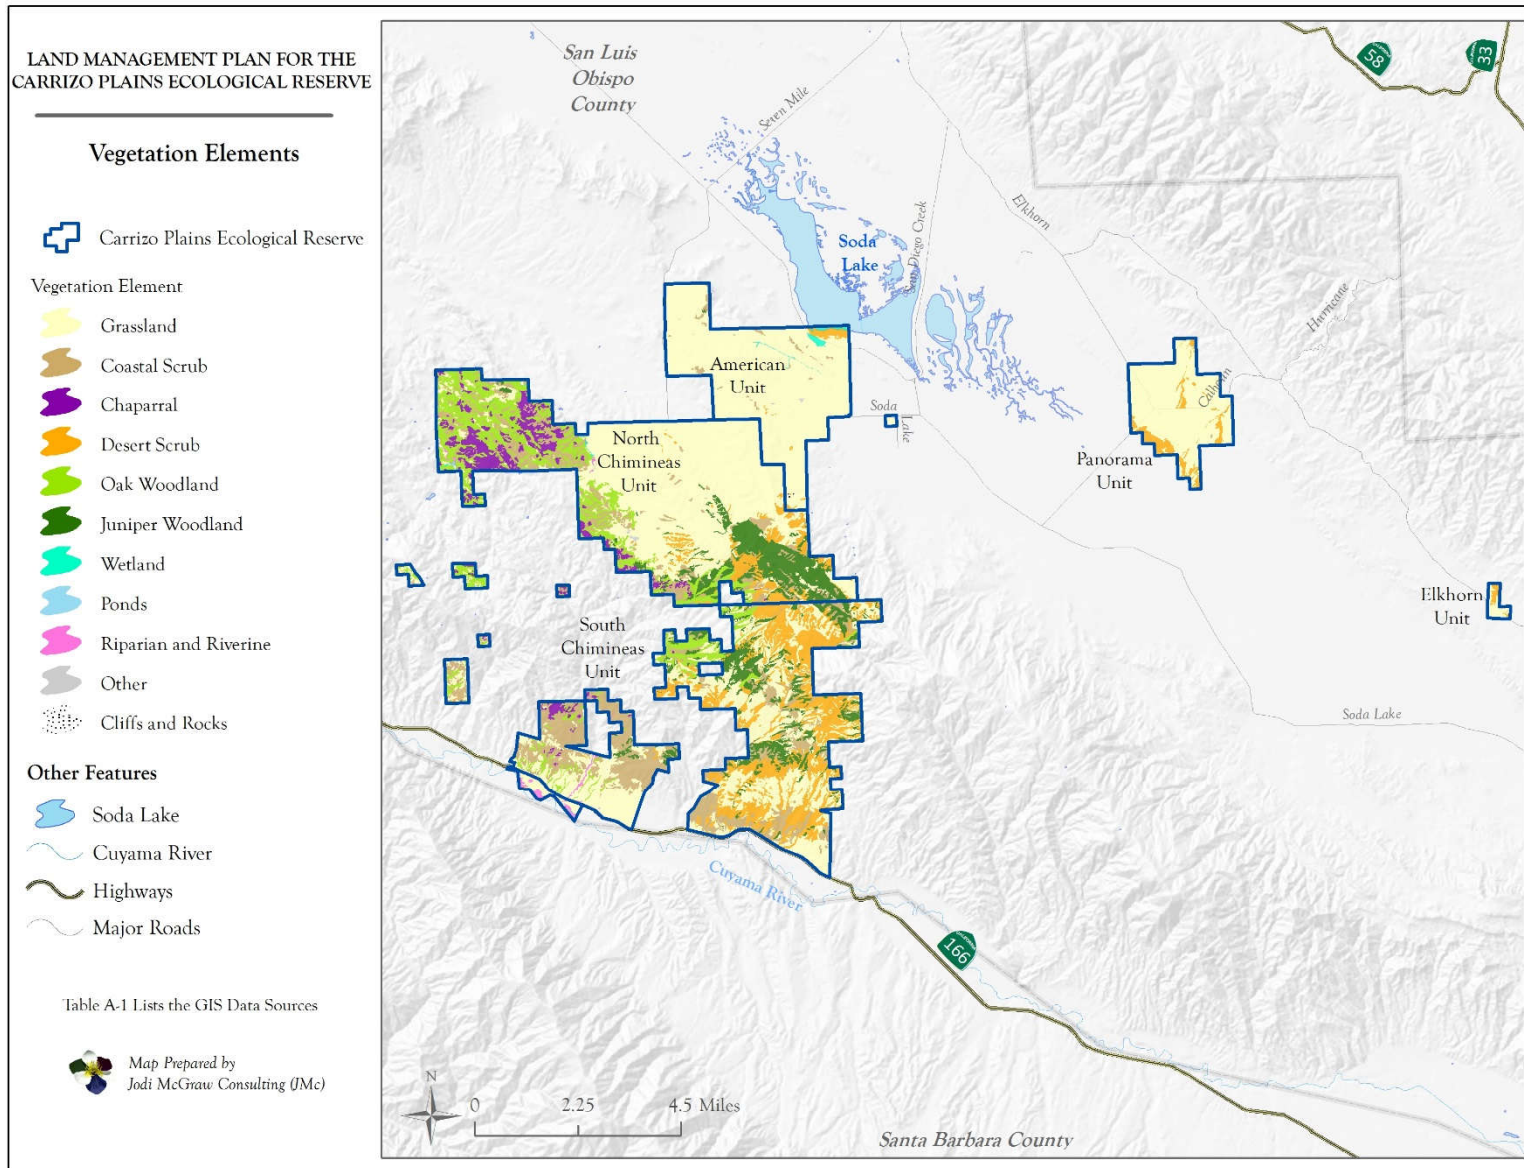 LAND MANAGEMENT PLAN FOR THE
CARRIZO PLAINS ECOLOGICAL RESERVE
Vegetation Elements
Carrizo Plains Ecological Reserve
Vegetation Element
Grassland
Coastal Scrub
Chaparral
Desert Scrub
Oak Woodland
Juniper Woodland
Wetland
Ponds
Riparian and Riverine
Other
Cliffs and Rocks
Other Features
Soda Lake
Cuyama River
Highways
Major Roads
Table A-1 Lists the GIS Data Sources
Map Prepared by
Jodi McGraw Consulting (JMc)
San Luis
Obispo
County
Seven Mile
CALIFORNIA
58
33
Elkhorn
San Diego Creek
Soda
Lake
Hurricane
American
Unit
Calhoun
Soda
Lake
North
Chimineas
Unit
Panorama
Unit
Elkhorn
Unit
South
Chimineas
Unit
Soda Lake
Cuyama River
CALIFORNIA
166
N
0 2.25 4.5 Miles
Santa Barbara County